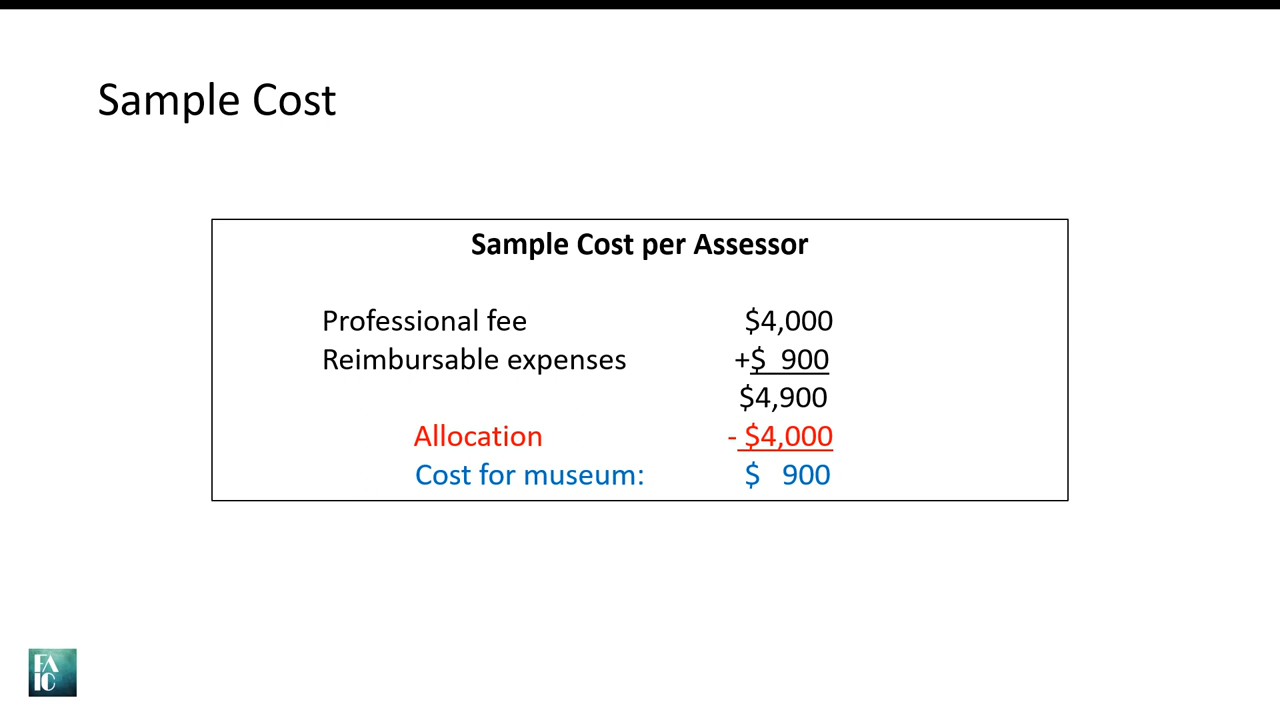 Sample Cost
Sample Cost per Assessor
Professional fee $4,000
Reimbursable expenses +$ 900
$4,900
Allocation - $4,000
Cost for museum: $ 900
FA
IC